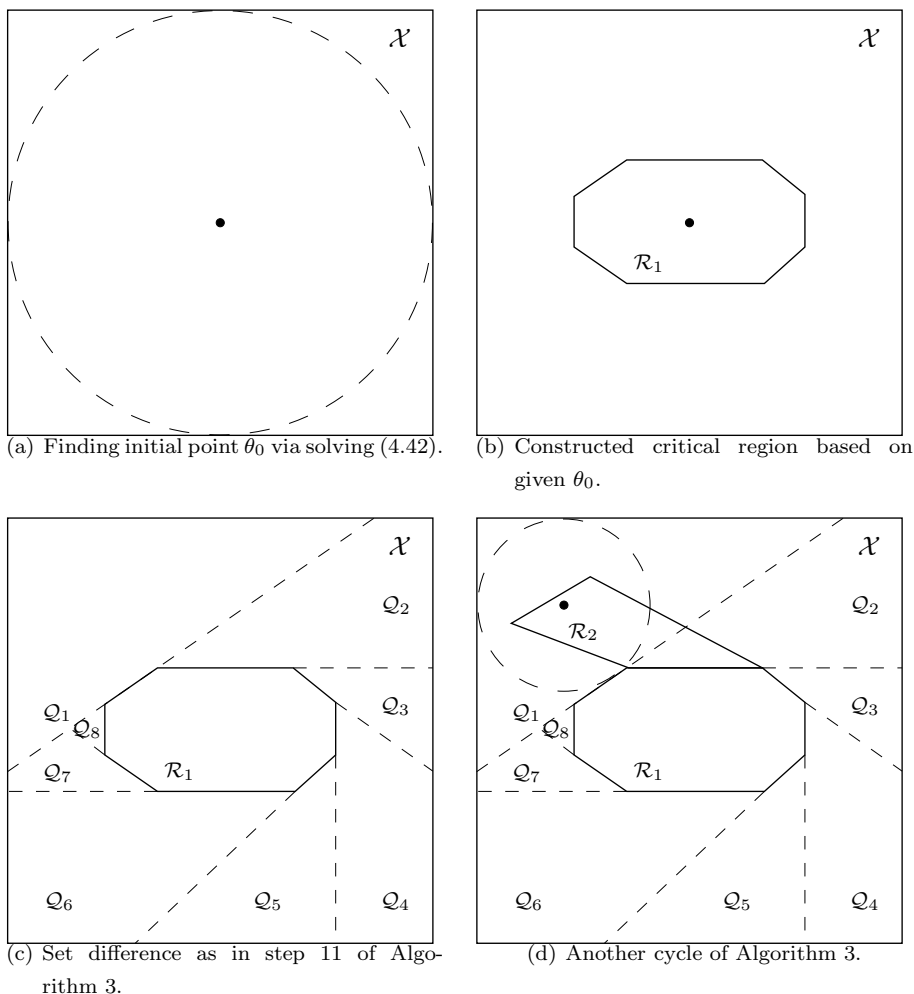 𝒳
(a) Finding initial point θ₀ via solving (4.42).
𝒳
ℛ₁
(b) Constructed critical region based on
given θ₀.
𝒳
𝒬₂
𝒬₁
𝒬₃
𝒬₈
𝒬₇
ℛ₁
𝒬₆
𝒬₅
𝒬₄
(c) Set difference as in step 11 of Algo-
rithm 3.
𝒳
𝒬₂
ℛ₂
𝒬₁
𝒬₃
𝒬₈
𝒬₇
ℛ₁
𝒬₆
𝒬₅
𝒬₄
(d) Another cycle of Algorithm 3.